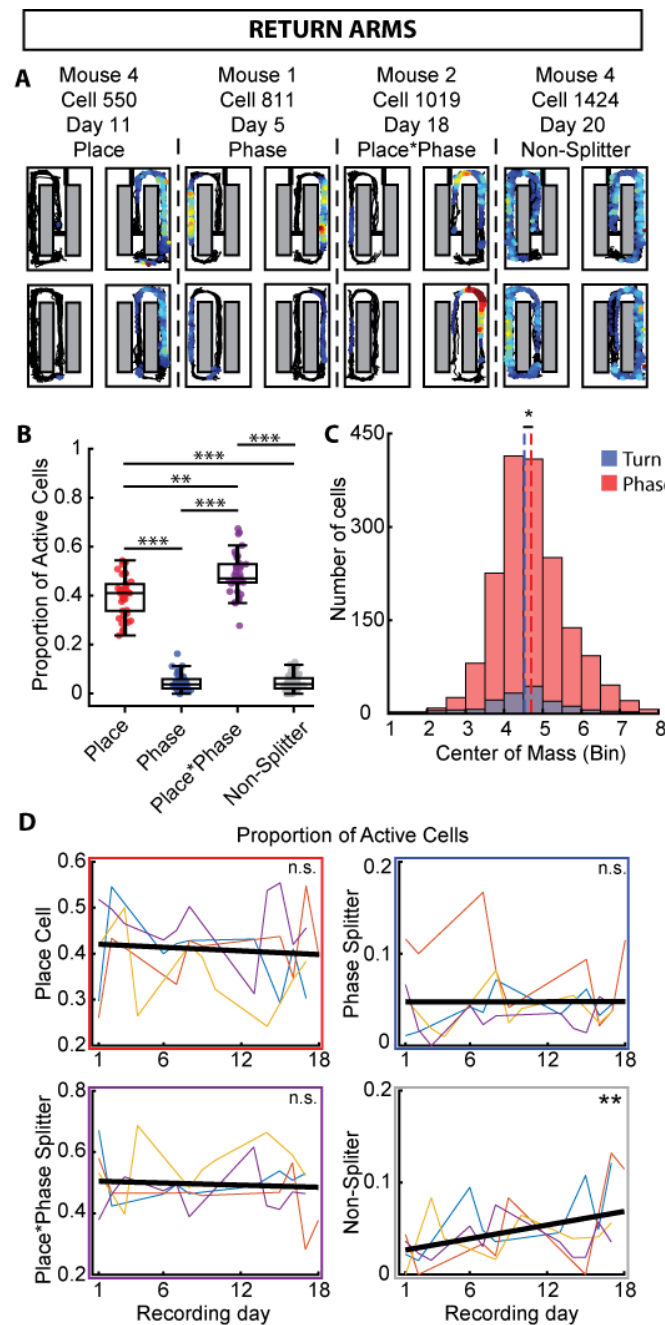 RETURN ARMS
A
Mouse 4
Cell 550
Day 11
Place
Mouse 1
Cell 811
Day 5
Phase
Mouse 2
Cell 1019
Day 18
Place*Phase
Mouse 4
Cell 1424
Day 20
Non-Splitter
B
***
***
**
***
***
Proportion of Active Cells
1
0.8
0.6
0.4
0.2
0
Place
Phase
Place*Phase
Non-Splitter
C
*
Turn
Phase
Number of cells
450
300
150
0
1 2 3 4 5 6 7 8
Center of Mass (Bin)
D
Proportion of Active Cells
n.s.
Place Cell
0.6
0.5
0.4
0.3
0.2
1 6 12 18
n.s.
Phase Splitter
0.2
0.1
0
1 6 12 18
n.s.
Place*Phase Splitter
0.8
0.6
0.4
0.2
1 6 12 18
Recording day
**
Non-Spliter
0.2
0.1
0
1 6 12 18
Recording day